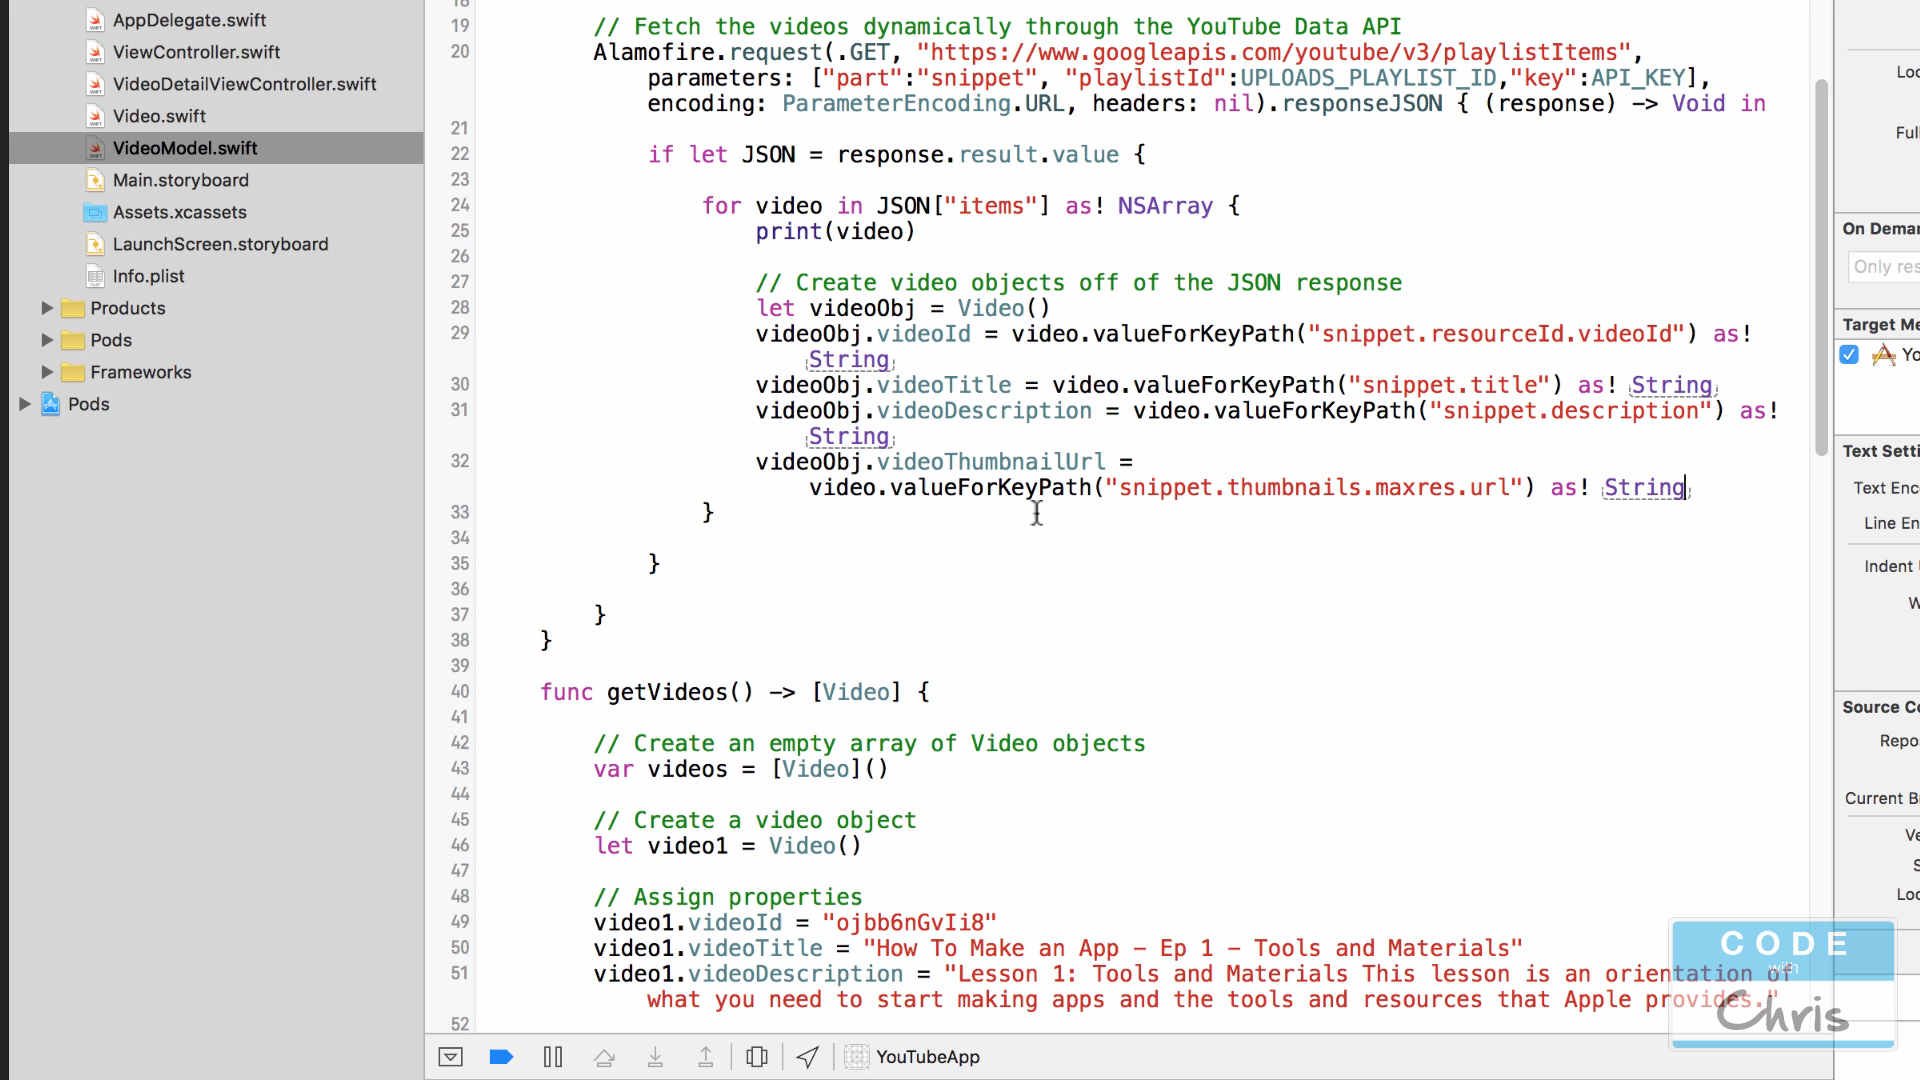 AppDelegate.swift
ViewController.swift
VideoDetailViewController.swift
Video.swift
VideoModel.swift
Main.storyboard
Assets.xcassets
LaunchScreen.storyboard
Info.plist
Products
Pods
Frameworks
Pods
18
19 // Fetch the videos dynamically through the YouTube Data API
20 Alamofire.request(.GET, "https://www.googleapis.com/youtube/v3/playlistItems",
parameters: ["part":"snippet", "playlistId":UPLOADS_PLAYLIST_ID,"key":API_KEY],
encoding: ParameterEncoding.URL, headers: nil).responseJSON { (response) -> Void in
21
22 if let JSON = response.result.value {
23
24 for video in JSON["items"] as! NSArray {
25 print(video)
26
27 // Create video objects off of the JSON response
28 let videoObj = Video()
29 videoObj.videoId = video.valueForKeyPath("snippet.resourceId.videoId") as!
String
30 videoObj.videoTitle = video.valueForKeyPath("snippet.title") as! String
31 videoObj.videoDescription = video.valueForKeyPath("snippet.description") as!
String
32 videoObj.videoThumbnailUrl =
video.valueForKeyPath("snippet.thumbnails.maxres.url") as! String
33 }
34
35 }
36
37 }
38 }
39
40 func getVideos() -> [Video] {
41
42 // Create an empty array of Video objects
43 var videos = [Video]()
44
45 // Create a video object
46 let video1 = Video()
47
48 // Assign properties
49 video1.videoId = "ojbb6nGvIi8"
50 video1.videoTitle = "How To Make an App – Ep 1 – Tools and Materials"
51 video1.videoDescription = "Lesson 1: Tools and Materials This lesson is an orientation of
what you need to start making apps and the tools and resources that Apple provides."
52
YouTubeApp
Loc
Full
On Deman
Only res
Target Me
Yo
Text Setti
Text Enc
Line En
Indent U
W
Source Co
Repos
Current B
Ve
S
Loc
CODE
with
Chris